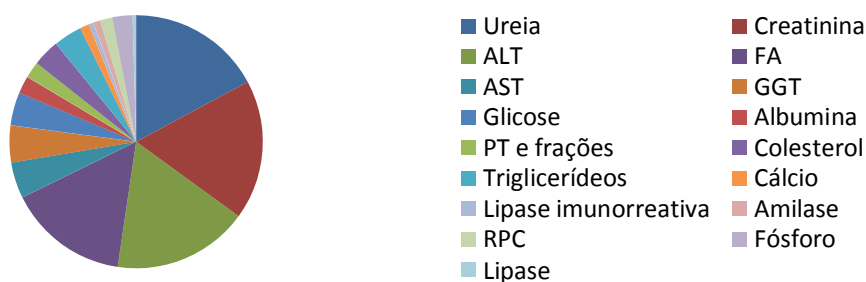 Ureia Creatinina
ALT FA
AST GGT
Glicose Albumina
PT e frações Colesterol
Triglicerídeos Cálcio
Lipase imunorreativa Amilase
RPC Fósforo
Lipase